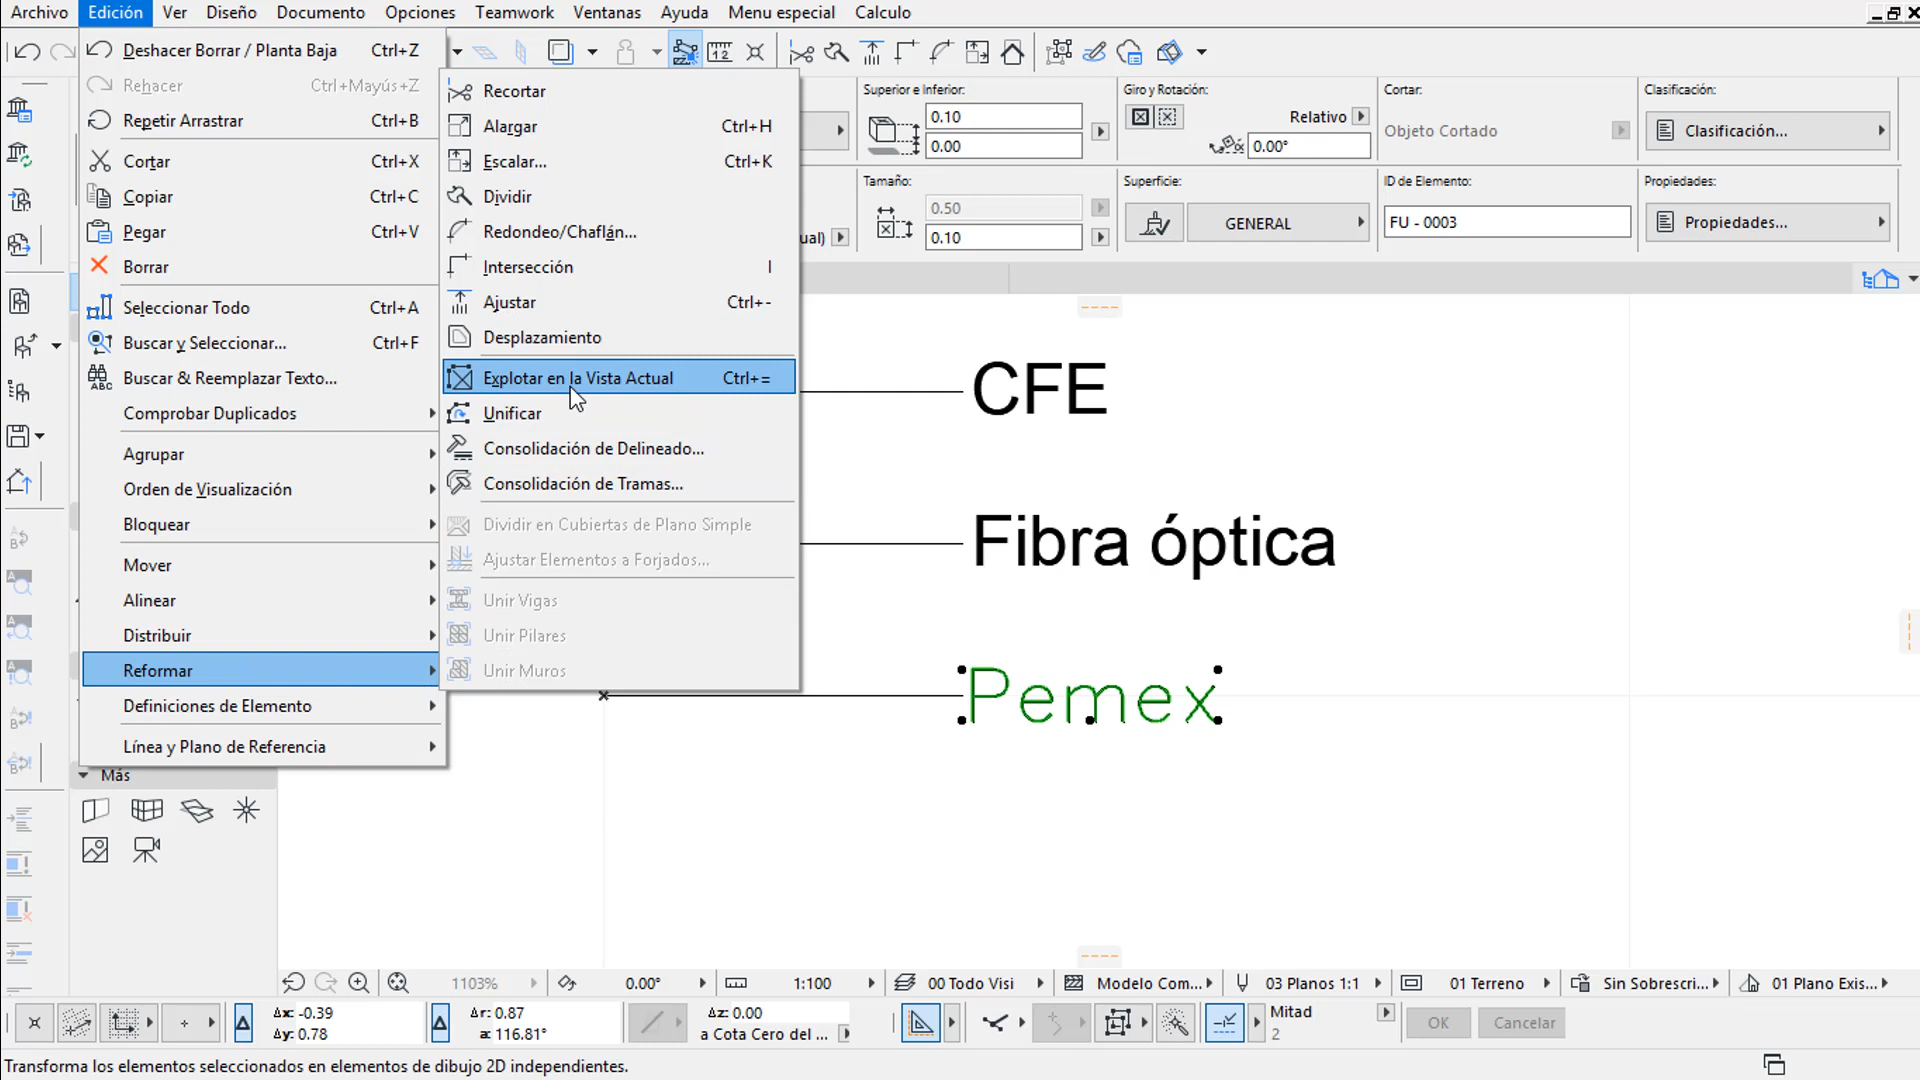 Archivo Edición Ver Diseño Documento Opciones Teamwork Ventanas Ayuda Menu especial Calculo
Deshacer Borrar / Planta Baja Ctrl+Z
Rehacer Ctrl+Mayús+Z
Repetir Arrastrar Ctrl+B
Cortar Ctrl+X
Copiar Ctrl+C
Pegar Ctrl+V
Borrar
Seleccionar Todo Ctrl+A
Buscar y Seleccionar... Ctrl+F
Buscar & Reemplazar Texto...
Comprobar Duplicados
Agrupar
Orden de Visualización
Bloquear
Mover
Alinear
Distribuir
Reformar
Definiciones de Elemento
Línea y Plano de Referencia
Más
Recortar
Alargar Ctrl+H
Escalar... Ctrl+K
Dividir
Redondeo/Chaflán...
Intersección I
Ajustar Ctrl+-
Desplazamiento
Explotar en la Vista Actual Ctrl+=
Unificar
Consolidación de Delineado...
Consolidación de Tramas...
Dividir en Cubiertas de Plano Simple
Ajustar Elementos a Forjados...
Unir Vigas
Unir Pilares
Unir Muros
Superior e Inferior: Giro y Rotación: Cortar: Clasificación:
0.10 Relativo Objeto Cortado Clasificación...
0.00 0.00°
Tamaño: Superficie: ID de Elemento: Propiedades:
0.50
ual) 0.10 GENERAL FU - 0003 Propiedades...
CFE
Fibra óptica
Pemex
1103% 0.00° 1:100 00 Todo Visi Modelo Com... 03 Planos 1:1 01 Terreno Sin Sobrescri... 01 Plano Exis...
Δx: -0.39 Δr: 0.87 Δz: 0.00 Mitad
Δy: 0.78 a: 116.81° a Cota Cero del ... 2 OK Cancelar
Transforma los elementos seleccionados en elementos de dibujo 2D independientes.